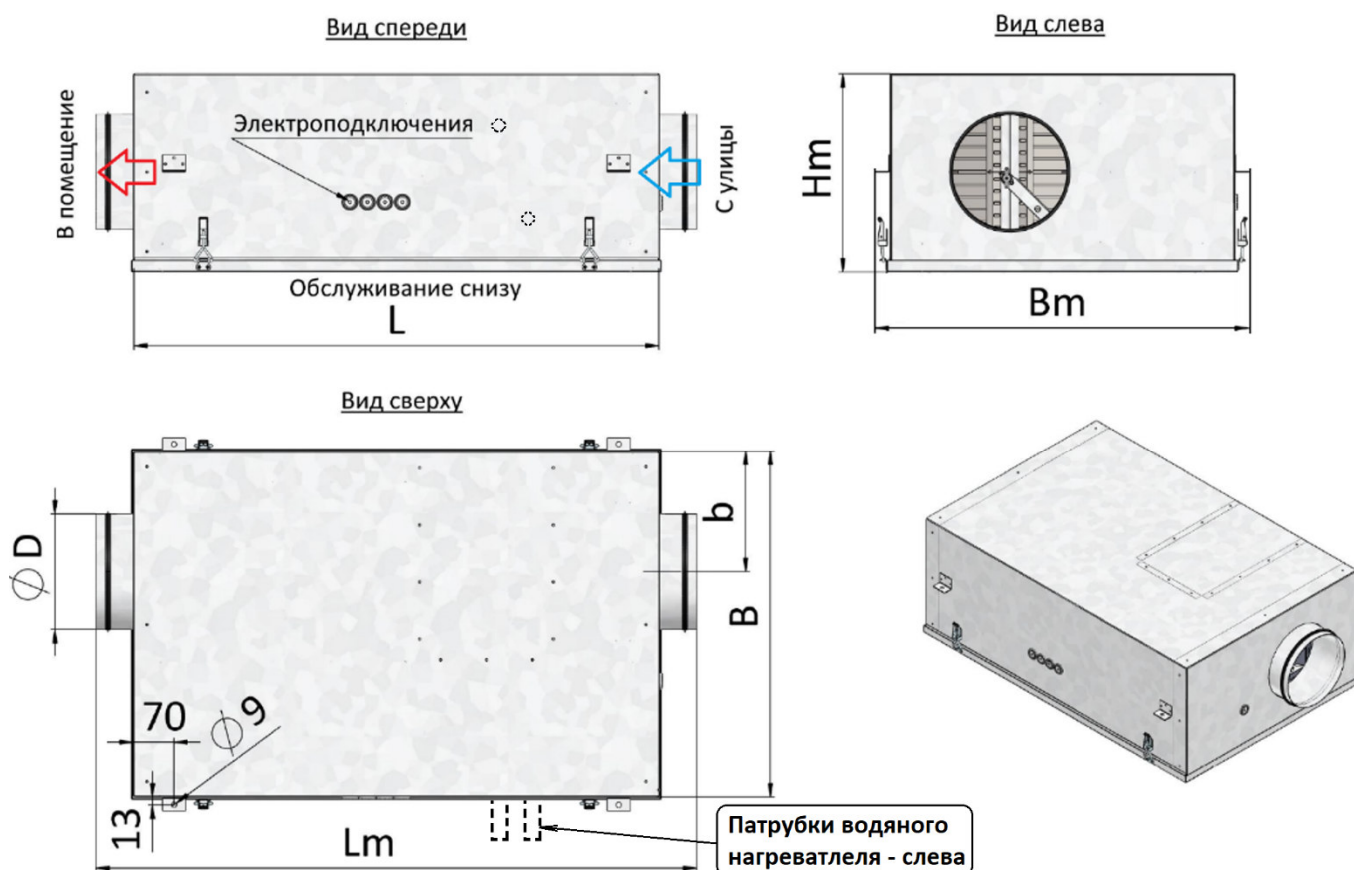 Вид спереди
Вид слева
В помещение
Электроподключения
С улицы
Hm
Обслуживание снизу
L
Bm
Вид сверху
b
Ø D
B
70
Ø 9
13
Lm
Патрубки водяного
нагреватлеля - слева